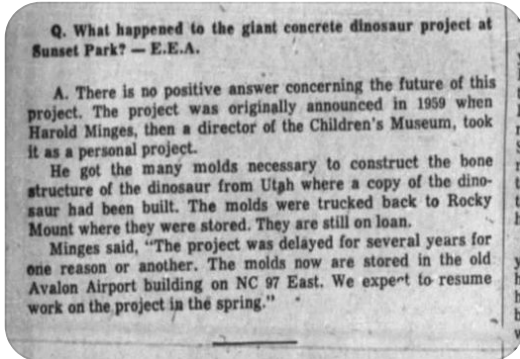 Q. What happened to the giant concrete dinosaur project at
Sunset Park? — E.E.A.
A. There is no positive answer concerning the future of this
project. The project was originally announced in 1959 when
Harold Minges, then a director of the Children's Museum, took
it as a personal project.
He got the many molds necessary to construct the bone
structure of the dinosaur from Utah where a copy of the dino-
saur had been built. The molds were trucked back to Rocky
Mount where they were stored. They are still on loan.
Minges said, "The project was delayed for several years for
one reason or another. The molds now are stored in the old
Avalon Airport building on NC 97 East. We expect to resume
work on the project in the spring."